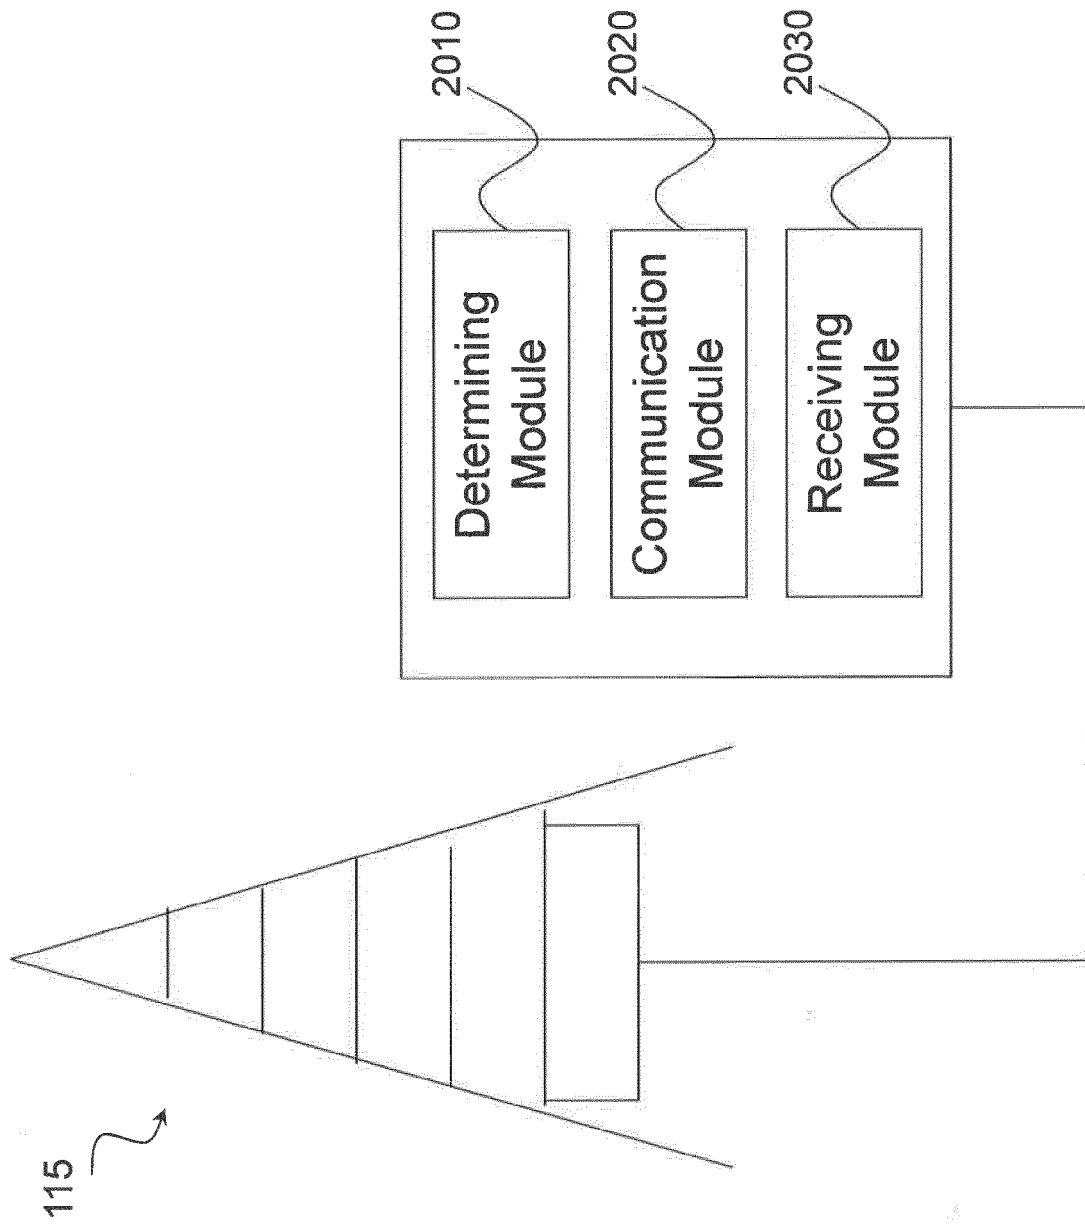 115
Determining
Module
2010
Communication
Module
2020
Receiving
Module
2030